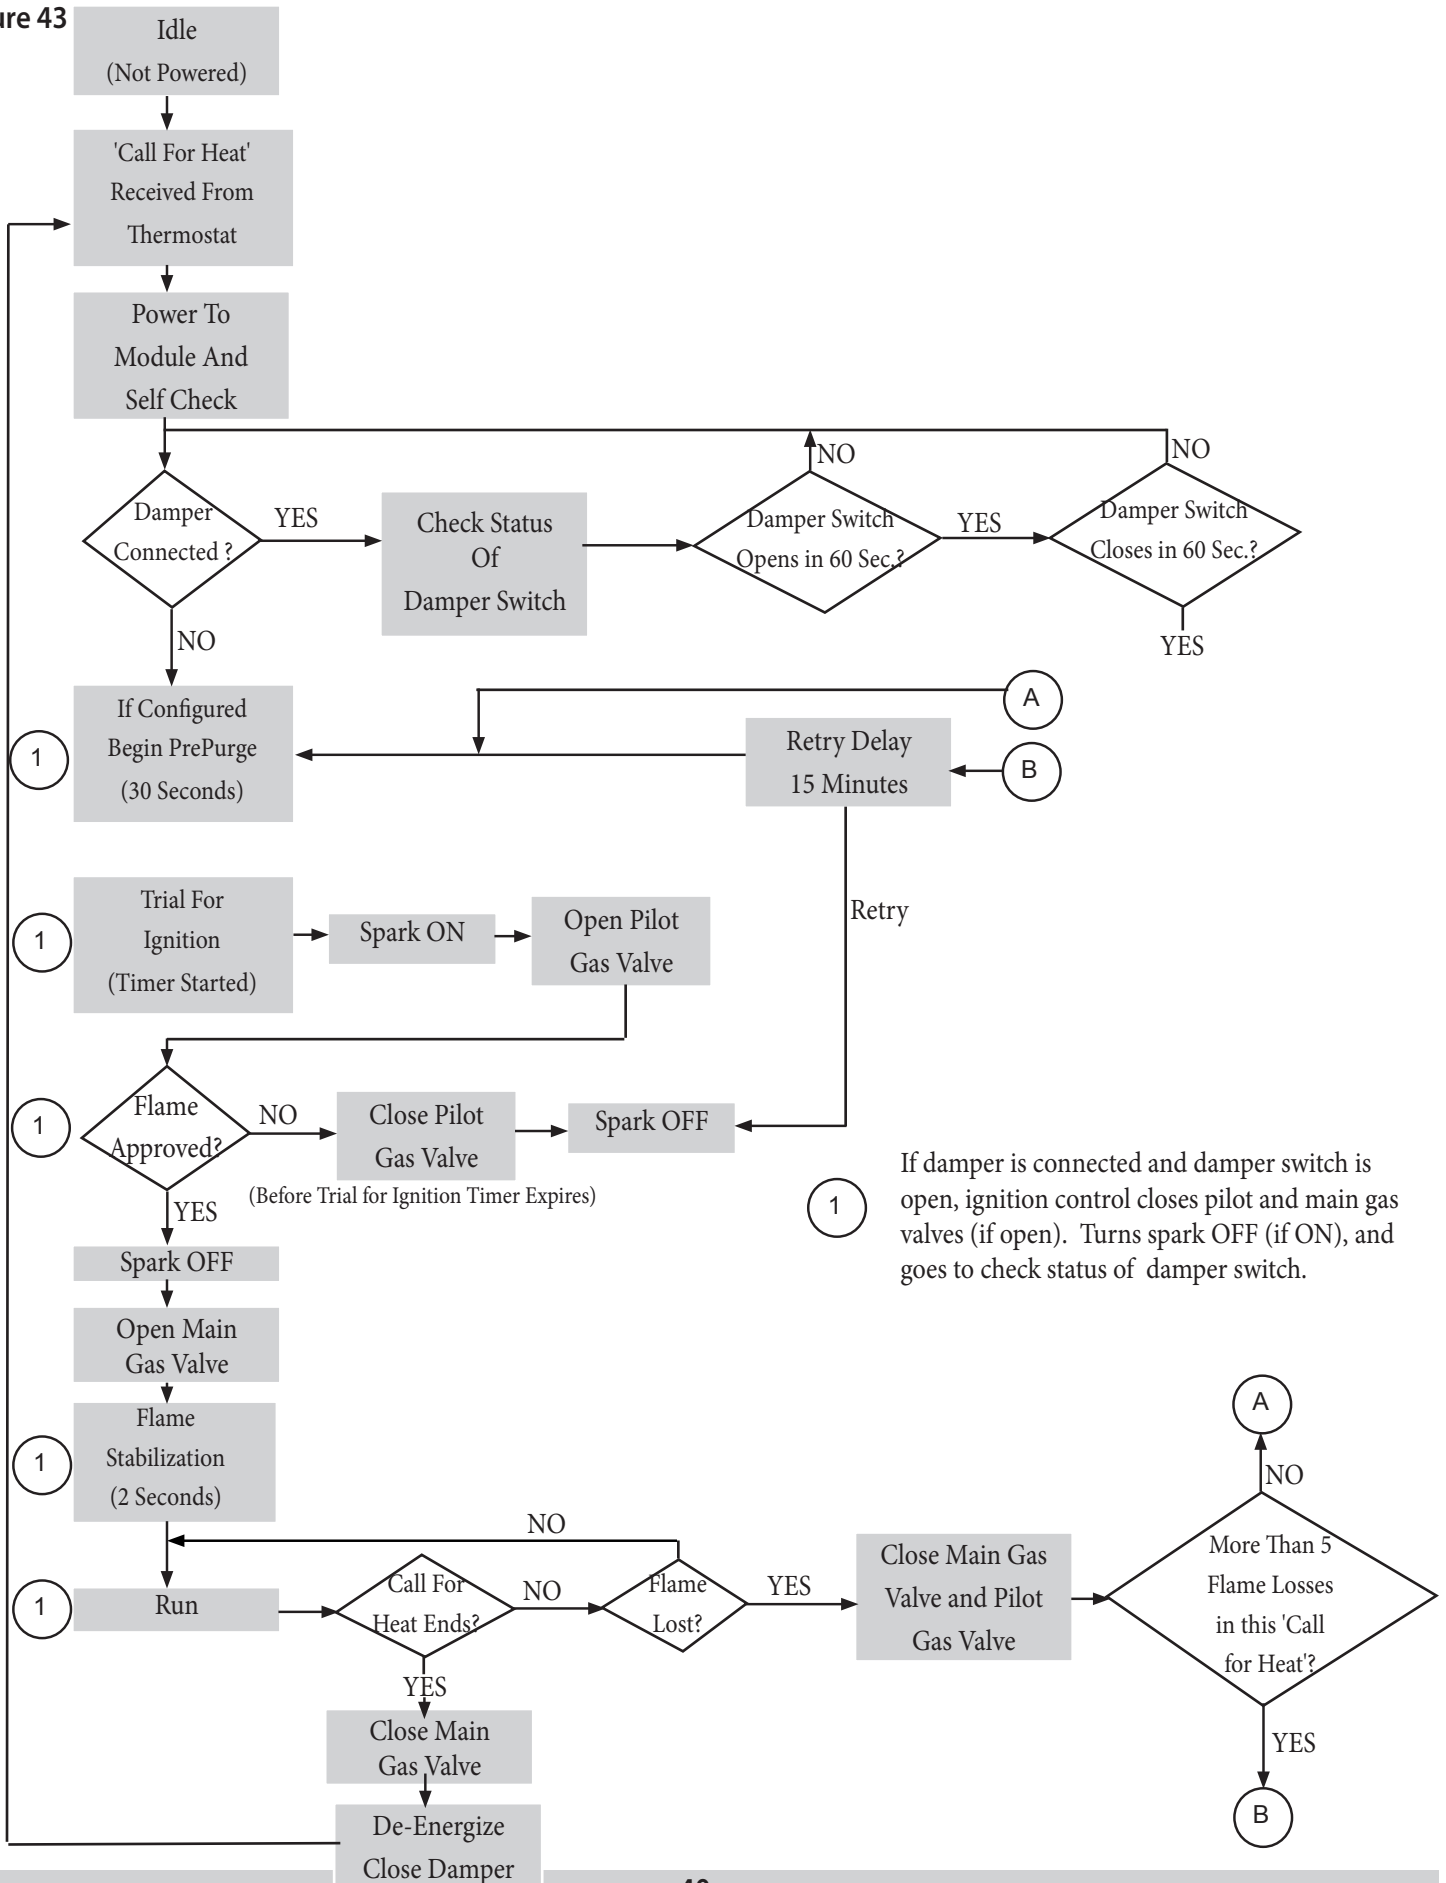 ure 43
Idle
(Not Powered)
'Call For Heat'
Received From
Thermostat
Power To
Module And
Self Check
Damper
Connected ?
YES
NO
Check Status
Of
Damper Switch
Damper Switch
Opens in 60 Sec.?
NO
YES
Damper Switch
Closes in 60 Sec.?
NO
YES
1
If Configured
Begin PrePurge
(30 Seconds)
A
Retry Delay
15 Minutes
B
Retry
1
Trial For
Ignition
(Timer Started)
Spark ON
Open Pilot
Gas Valve
1
Flame
Approved?
NO
Close Pilot
Gas Valve
Spark OFF
(Before Trial for Ignition Timer Expires)
YES
1
If damper is connected and damper switch is
open, ignition control closes pilot and main gas
valves (if open). Turns spark OFF (if ON), and
goes to check status of damper switch.
Spark OFF
Open Main
Gas Valve
1
Flame
Stabilization
(2 Seconds)
NO
1
Run
Call For
Heat Ends?
NO
Flame
Lost?
YES
Close Main Gas
Valve and Pilot
Gas Valve
A
NO
More Than 5
Flame Losses
in this 'Call
for Heat'?
YES
B
YES
Close Main
Gas Valve
De-Energize
Close Damper